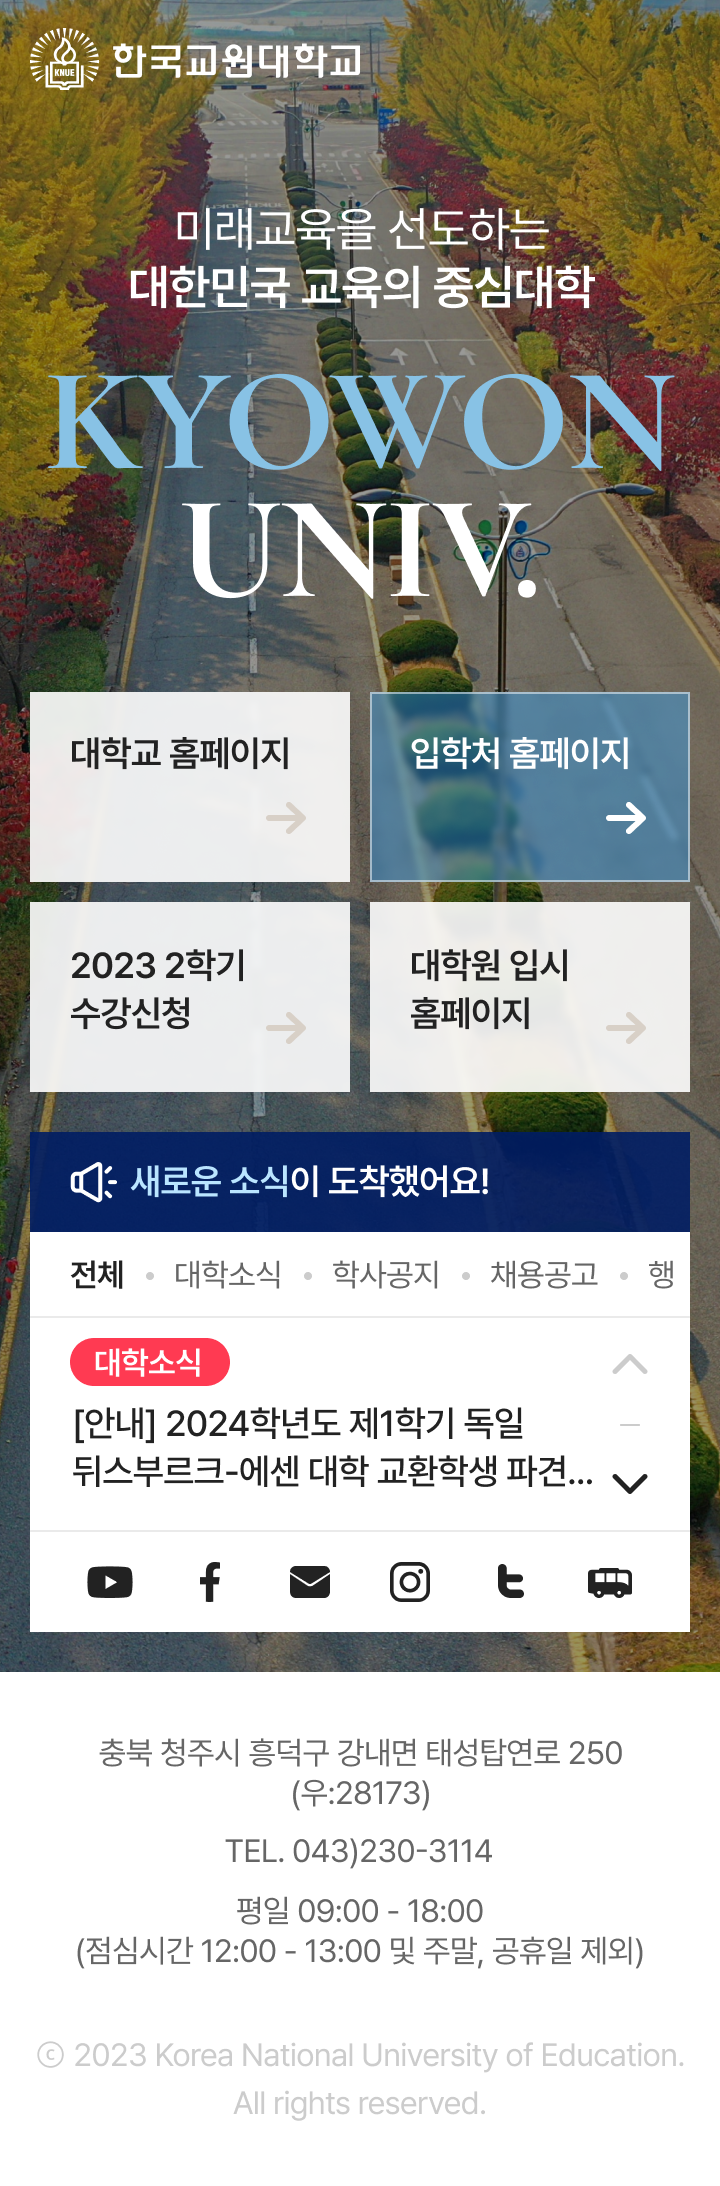 KNUE 한국교원대학교
미래교육을 선도하는
대한민국 교육의 중심대학
KYOWON
UNIV.
대학교 홈페이지
입학처 홈페이지
2023 2학기
수강신청
대학원 입시
홈페이지
새로운 소식이 도착했어요!
전체 • 대학소식 • 학사공지 • 채용공고 • 행
대학소식
[안내] 2024학년도 제1학기 독일
뒤스부르크-에센 대학 교환학생 파견...
충북 청주시 흥덕구 강내면 태성탑연로 250
(우:28173)
TEL. 043)230-3114
평일 09:00 - 18:00
(점심시간 12:00 - 13:00 및 주말, 공휴일 제외)
ⓒ 2023 Korea National University of Education.
All rights reserved.